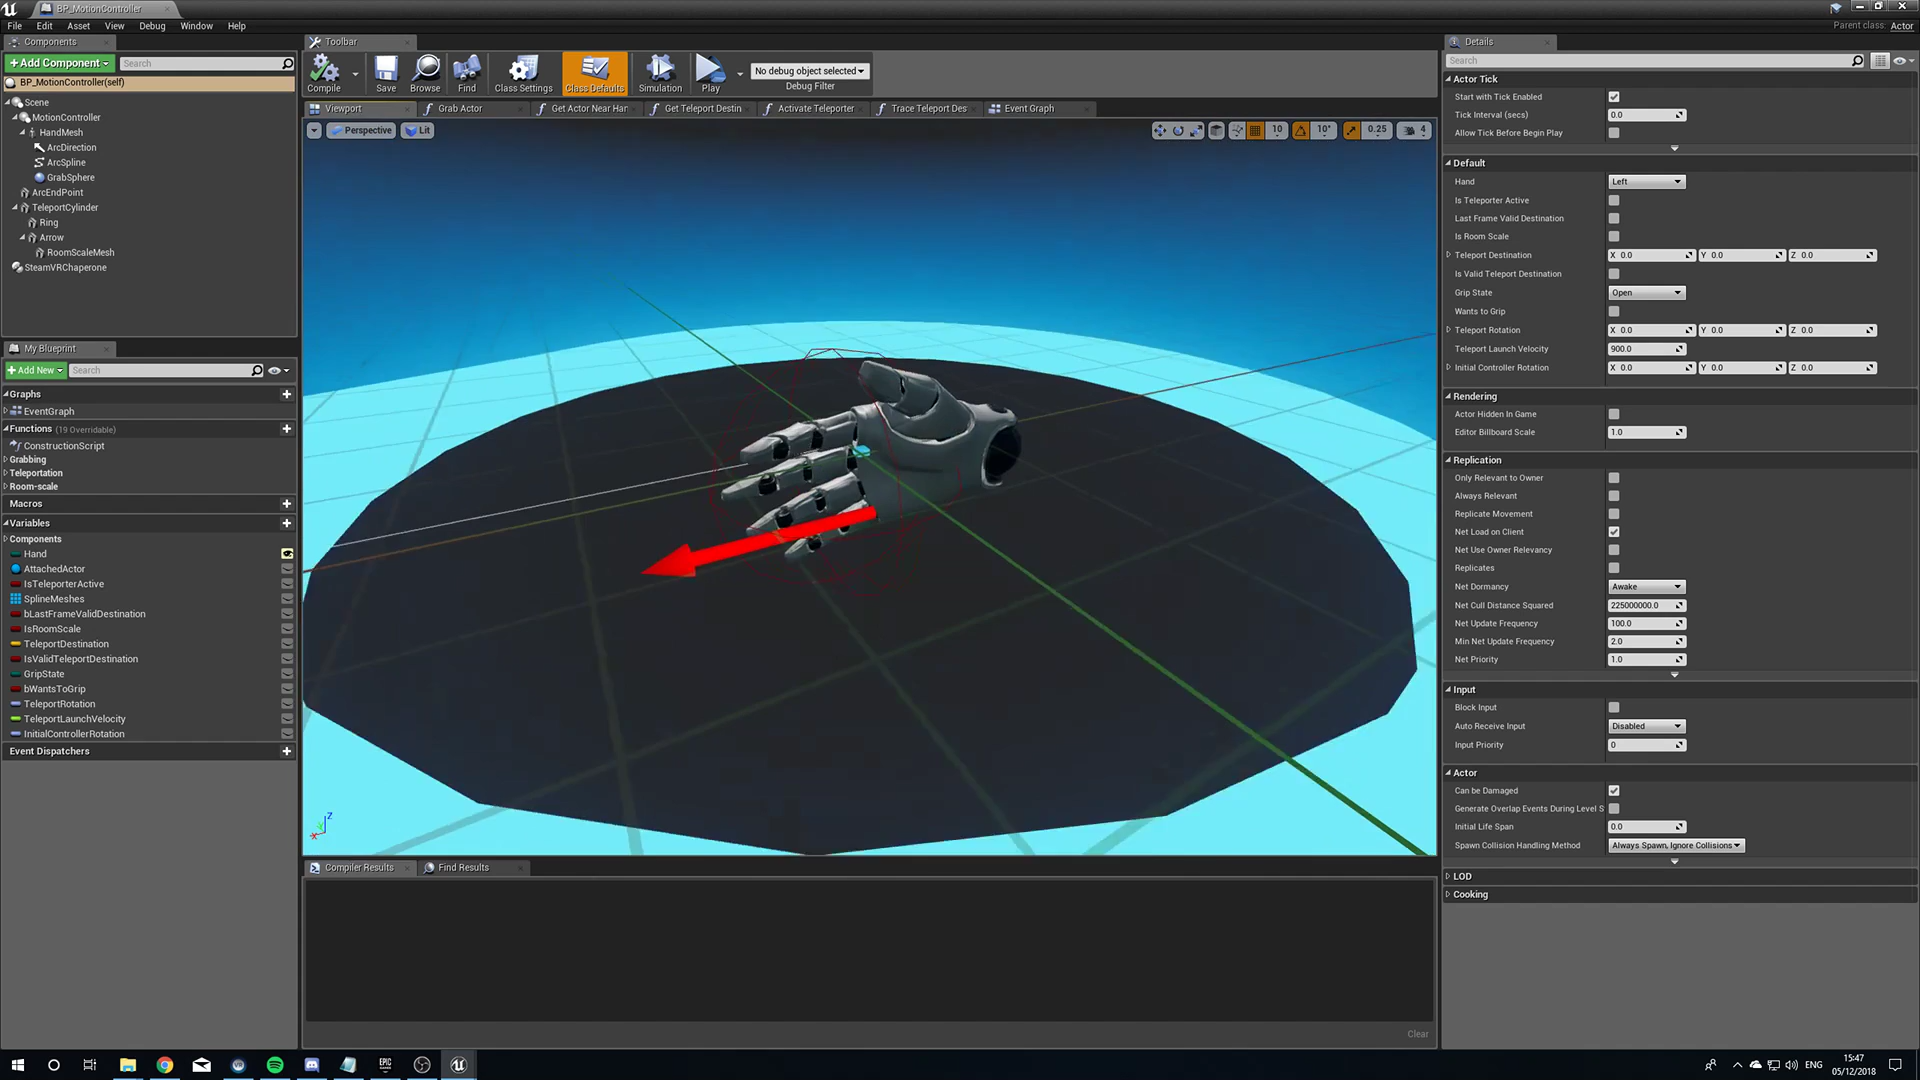 BP_MotionController
File Edit Asset View Debug Window Help
Parent class: Actor
Components
+Add Component Search
BP_MotionController(self)
Scene
MotionController
HandMesh
ArcDirection
ArcSpline
GrabSphere
ArcEndPoint
TeleportCylinder
Ring
Arrow
RoomScaleMesh
SteamVRChaperone
My Blueprint
+Add New Search
Graphs
EventGraph
Functions (19 Overridable)
ConstructionScript
Grabbing
Teleportation
Room-scale
Macros
Variables
Components
Hand
AttachedActor
IsTeleporterActive
SplineMeshes
bLastFrameValidDestination
IsRoomScale
TeleportDestination
IsValidTeleportDestination
GripState
bWantsToGrip
TeleportRotation
TeleportLaunchVelocity
InitialControllerRotation
Event Dispatchers
Toolbar
Compile Save Browse Find Class Settings Class Defaults Simulation Play
No debug object selected
Debug Filter
Viewport Grab Actor Get Actor Near Har Get Teleport Destin Activate Teleporter Trace Teleport Des Event Graph
Perspective Lit 10 10° 0.25 4
Z
X
Compiler Results Find Results
Clear
Details
Search
Actor Tick
Start with Tick Enabled
Tick Interval (secs) 0.0
Allow Tick Before Begin Play
Default
Hand Left
Is Teleporter Active
Last Frame Valid Destination
Is Room Scale
Teleport Destination X 0.0 Y 0.0 Z 0.0
Is Valid Teleport Destination
Grip State Open
Wants to Grip
Teleport Rotation X 0.0 Y 0.0 Z 0.0
Teleport Launch Velocity 900.0
Initial Controller Rotation X 0.0 Y 0.0 Z 0.0
Rendering
Actor Hidden In Game
Editor Billboard Scale 1.0
Replication
Only Relevant to Owner
Always Relevant
Replicate Movement
Net Load on Client
Net Use Owner Relevancy
Replicates
Net Dormancy Awake
Net Cull Distance Squared 225000000.0
Net Update Frequency 100.0
Min Net Update Frequency 2.0
Net Priority 1.0
Input
Block Input
Auto Receive Input Disabled
Input Priority 0
Actor
Can be Damaged
Generate Overlap Events During Level S
Initial Life Span 0.0
Spawn Collision Handling Method Always Spawn, Ignore Collisions
LOD
Cooking
EPIC
GAMES
ENG
15:47
05/12/2018